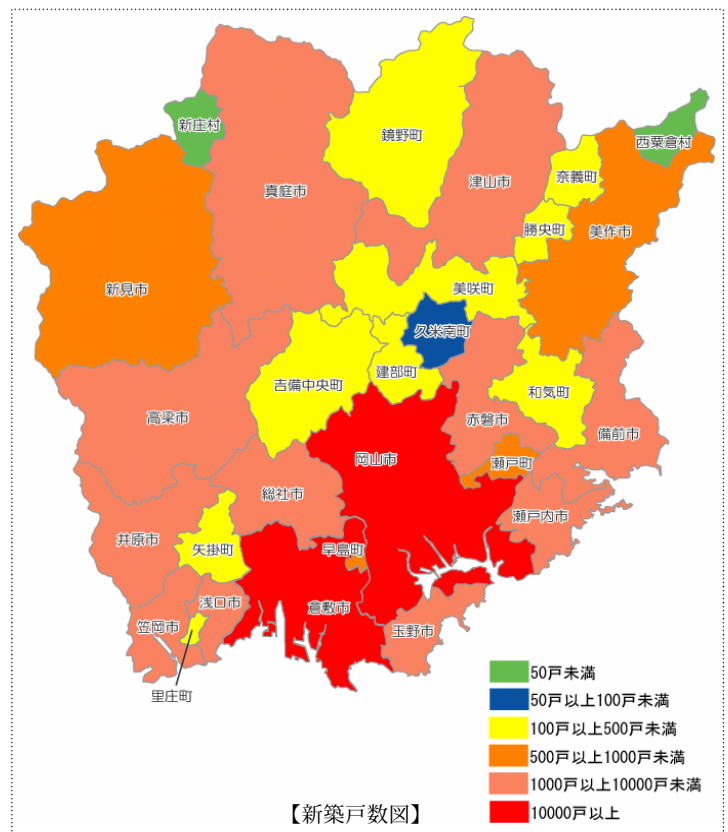 鏡野町
新庄村
西粟倉村
奈義町
真庭市
津山市
勝央町
美作市
新見市
美咲町
久米南町
吉備中央町
建部町
和気町
高梁市
赤磐市
備前市
岡山市
瀬戸町
総社市
瀬戸内市
井原市
矢掛町
早島町
浅口市
倉敷市
笠岡市
玉野市
里庄町
50戸未満
50戸以上100戸未満
100戸以上500戸未満
500戸以上1000戸未満
1000戸以上10000戸未満
10000戸以上
【新築戸数図】